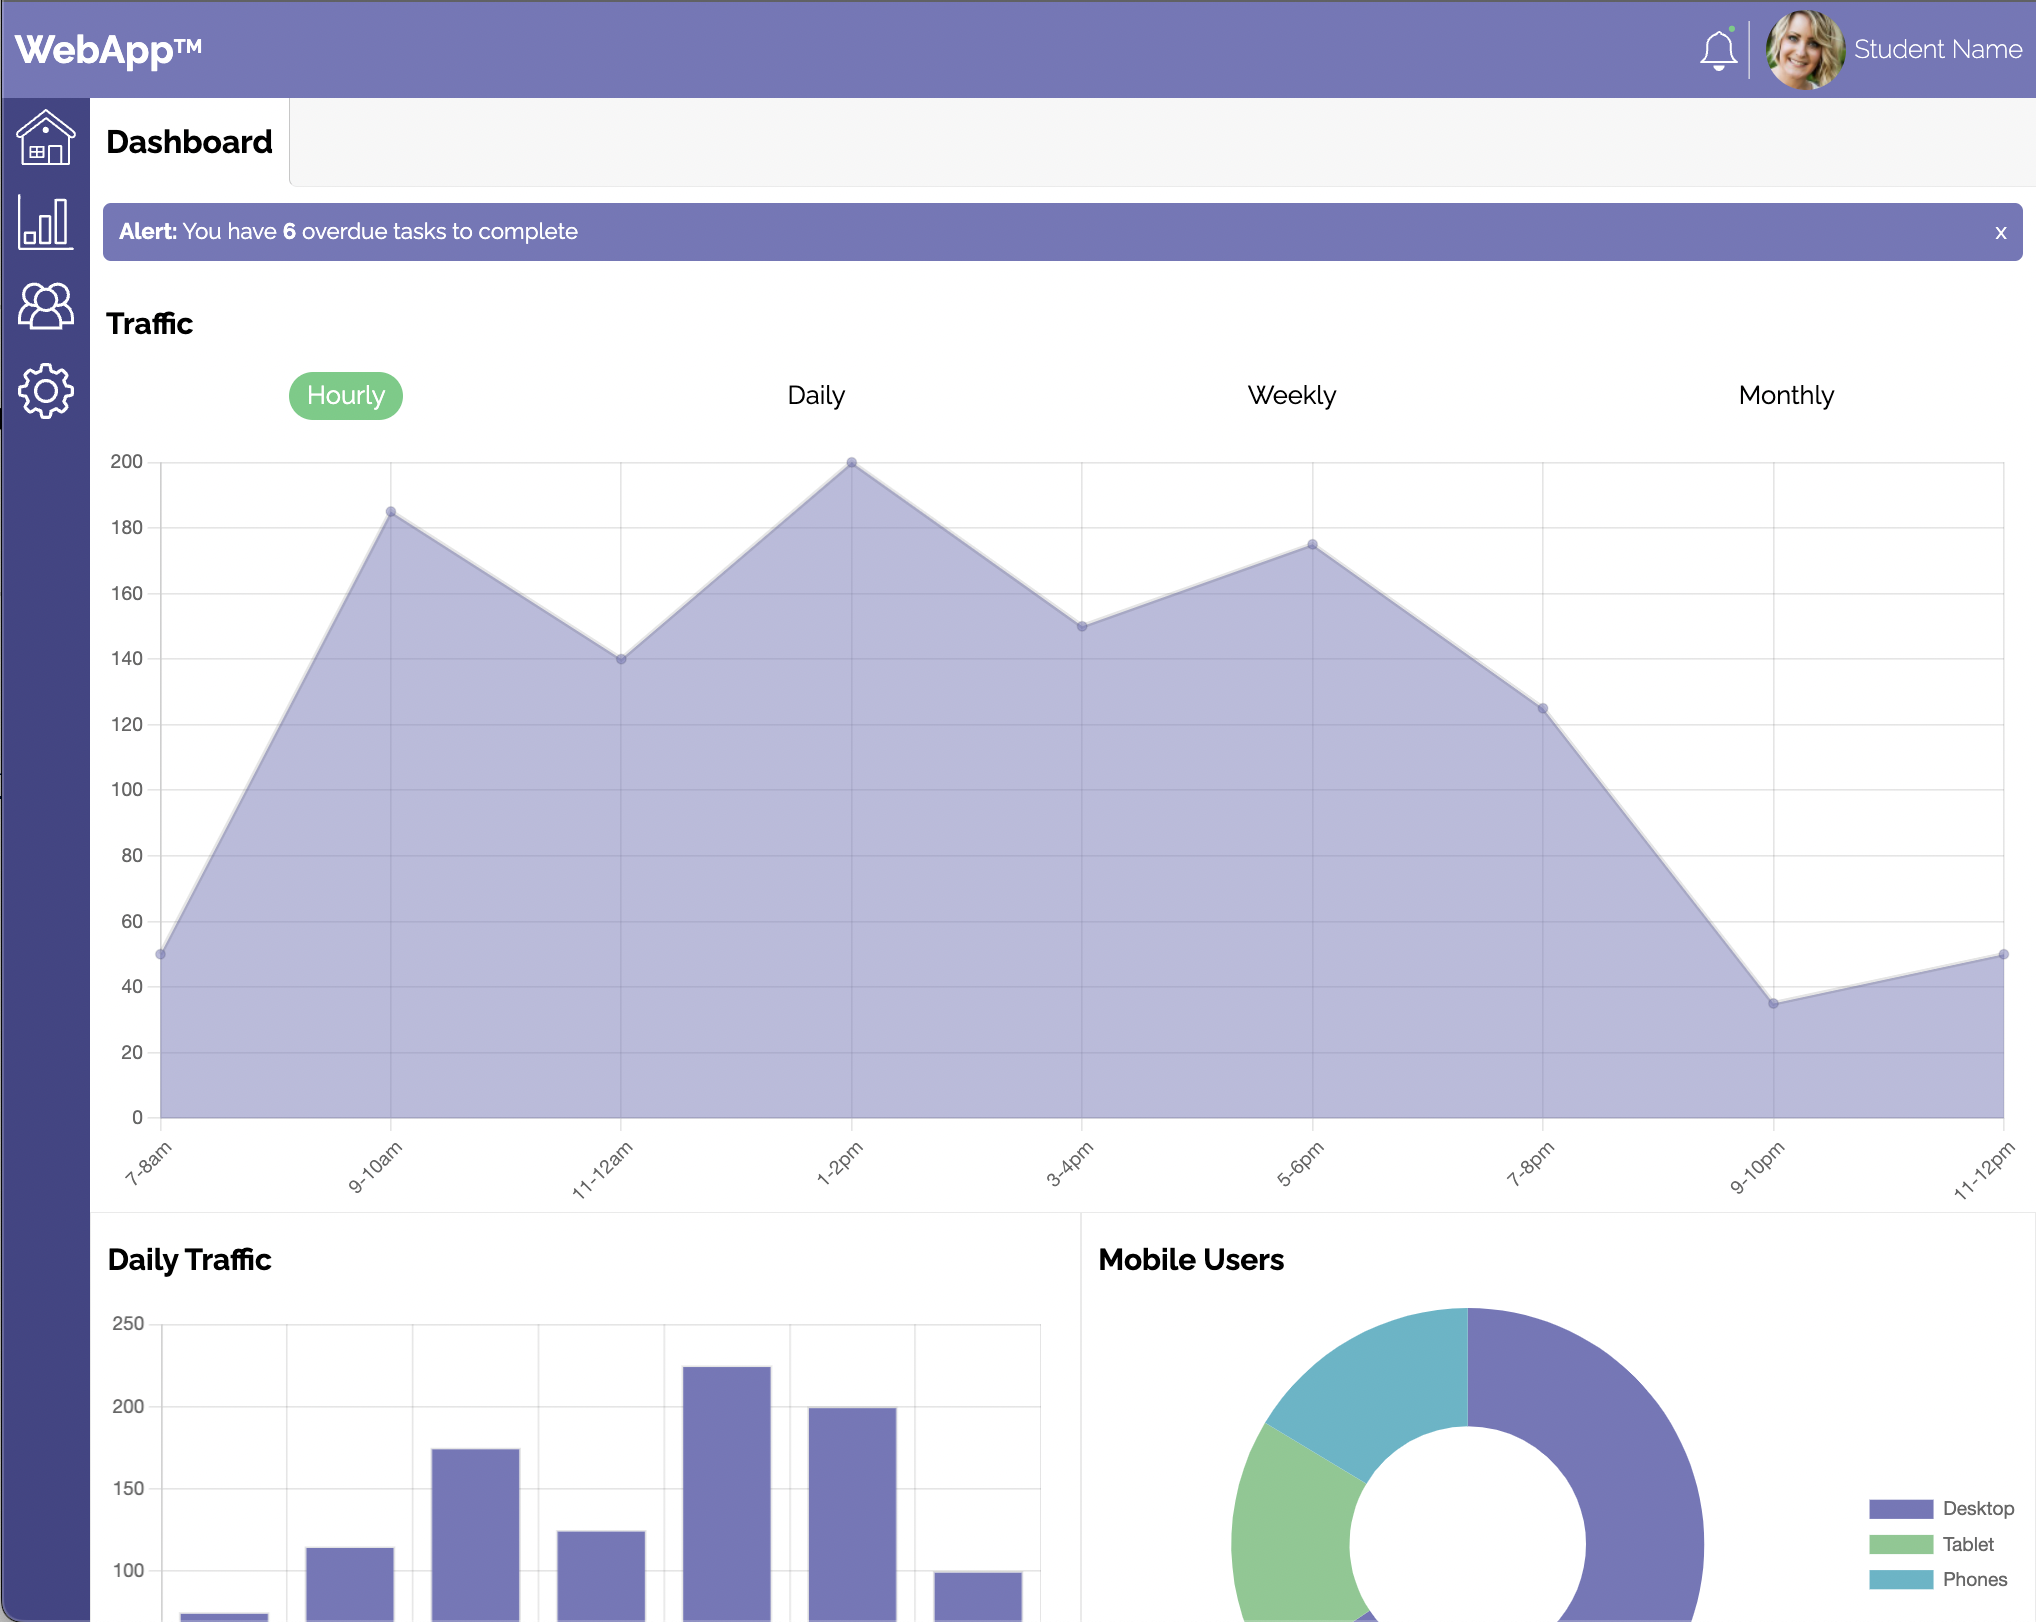 WebApp™
Student Name
Dashboard
Alert: You have 6 overdue tasks to complete
x
Traffic
Hourly Daily Weekly Monthly
200
180
160
140
120
100
80
60
40
20
0
7-8am 9-10am 11-12am 1-2pm 3-4pm 5-6pm 7-8pm 9-10pm 11-12pm
Daily Traffic
250
200
150
100
Mobile Users
Desktop
Tablet
Phones